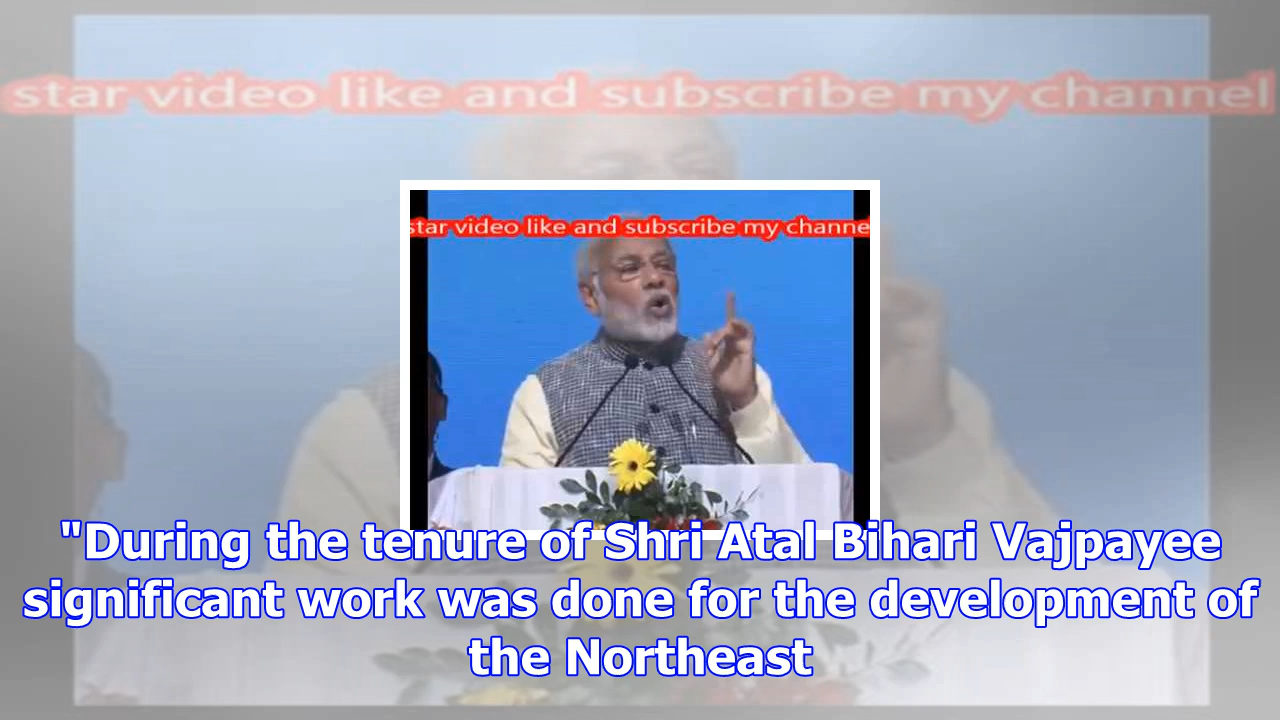 star video like and subscribe my channel
star video like and subscribe my channe
"During the tenure of Shri Atal Bihari Vajpayee
significant work was done for the development of
the Northeast